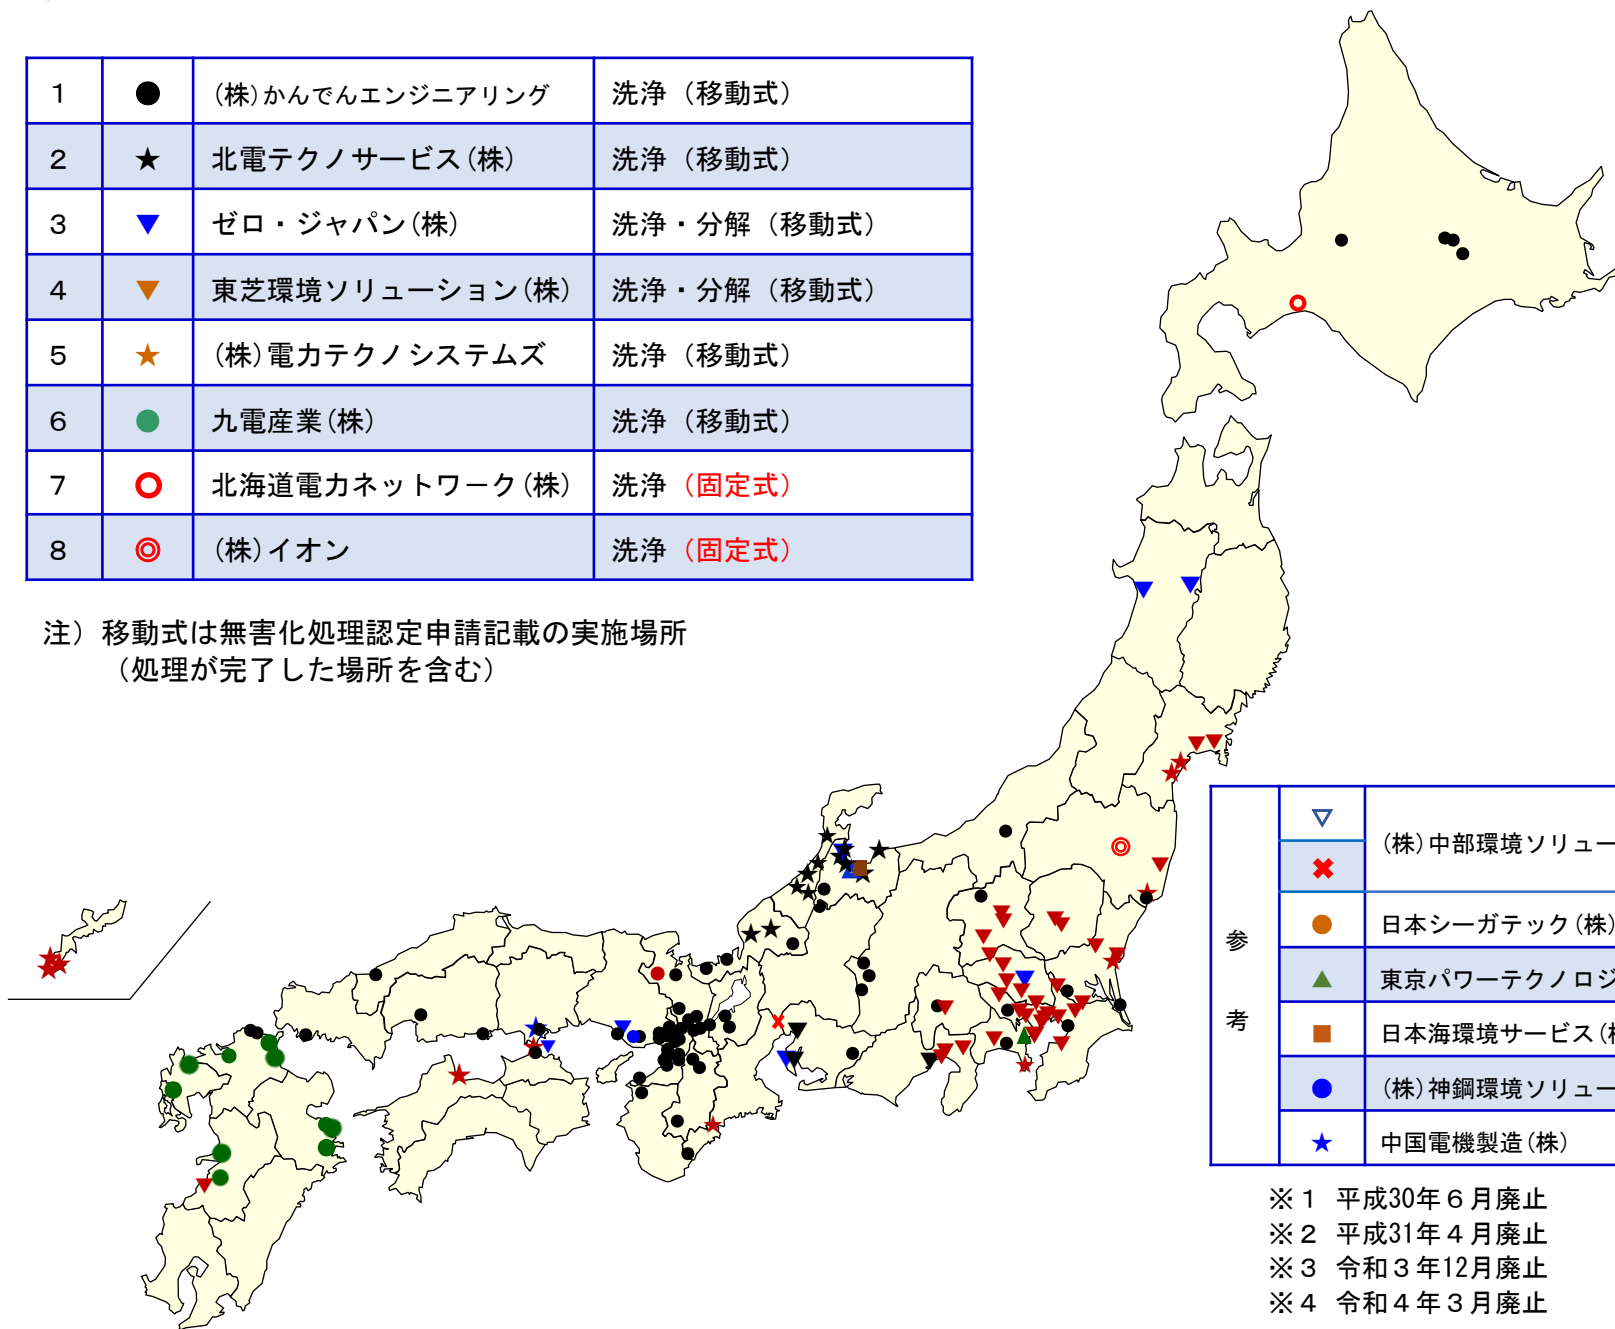 1 ● (株)かんでんエンジニアリング 洗浄（移動式）
2 ★ 北電テクノサービス(株) 洗浄（移動式）
3 ▼ ゼロ・ジャパン(株) 洗浄・分解（移動式）
4 ▼ 東芝環境ソリューション(株) 洗浄・分解（移動式）
5 ★ (株)電力テクノシステムズ 洗浄（移動式）
6 ● 九電産業(株) 洗浄（移動式）
7 北海道電力ネットワーク(株) 洗浄（固定式）
8 ◎ (株)イオン 洗浄（固定式）
注）移動式は無害化処理認定申請記載の実施場所
（処理が完了した場所を含む）
参考
(株)中部環境ソリュー
日本シーガテック(株)
東京パワーテクノロジ
日本海環境サービス(
(株)神鋼環境ソリュー
中国電機製造(株)
※１ 平成30年６月廃止
※２ 平成31年４月廃止
※３ 令和３年12月廃止
※４ 令和４年３月廃止